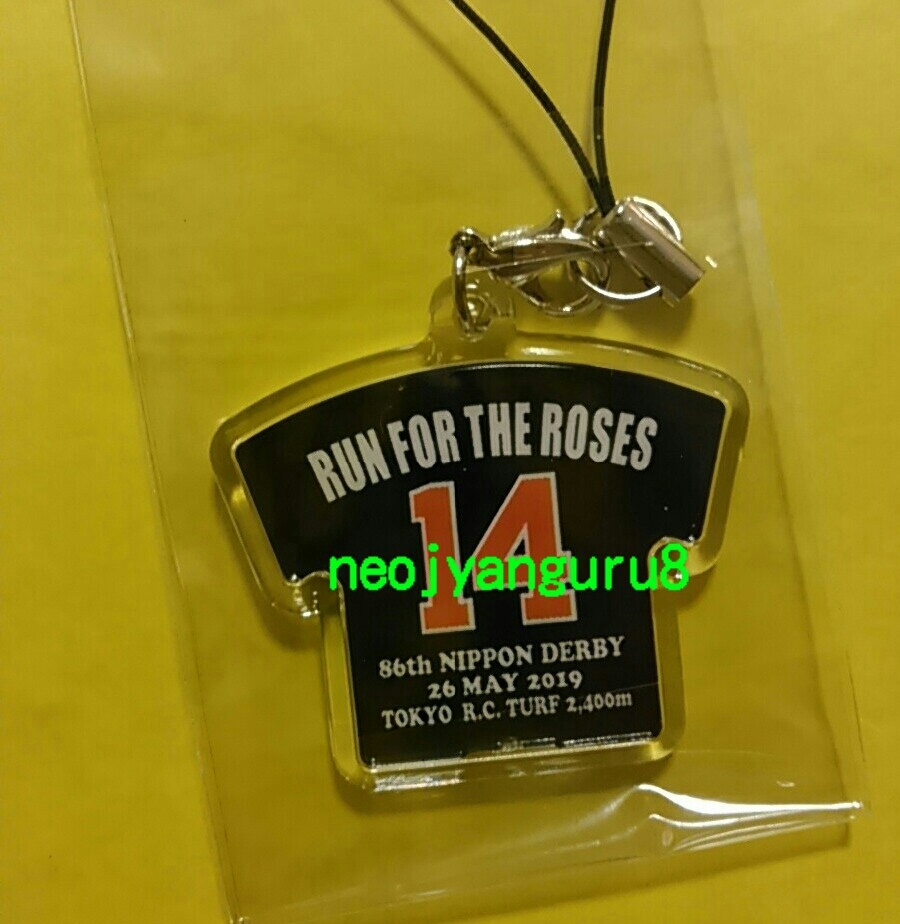 RUN FOR THE ROSES
14
neojyanguru8
86th NIPPON DERBY
26 MAY 2019
TOKYO R.C. TURF 2,400m